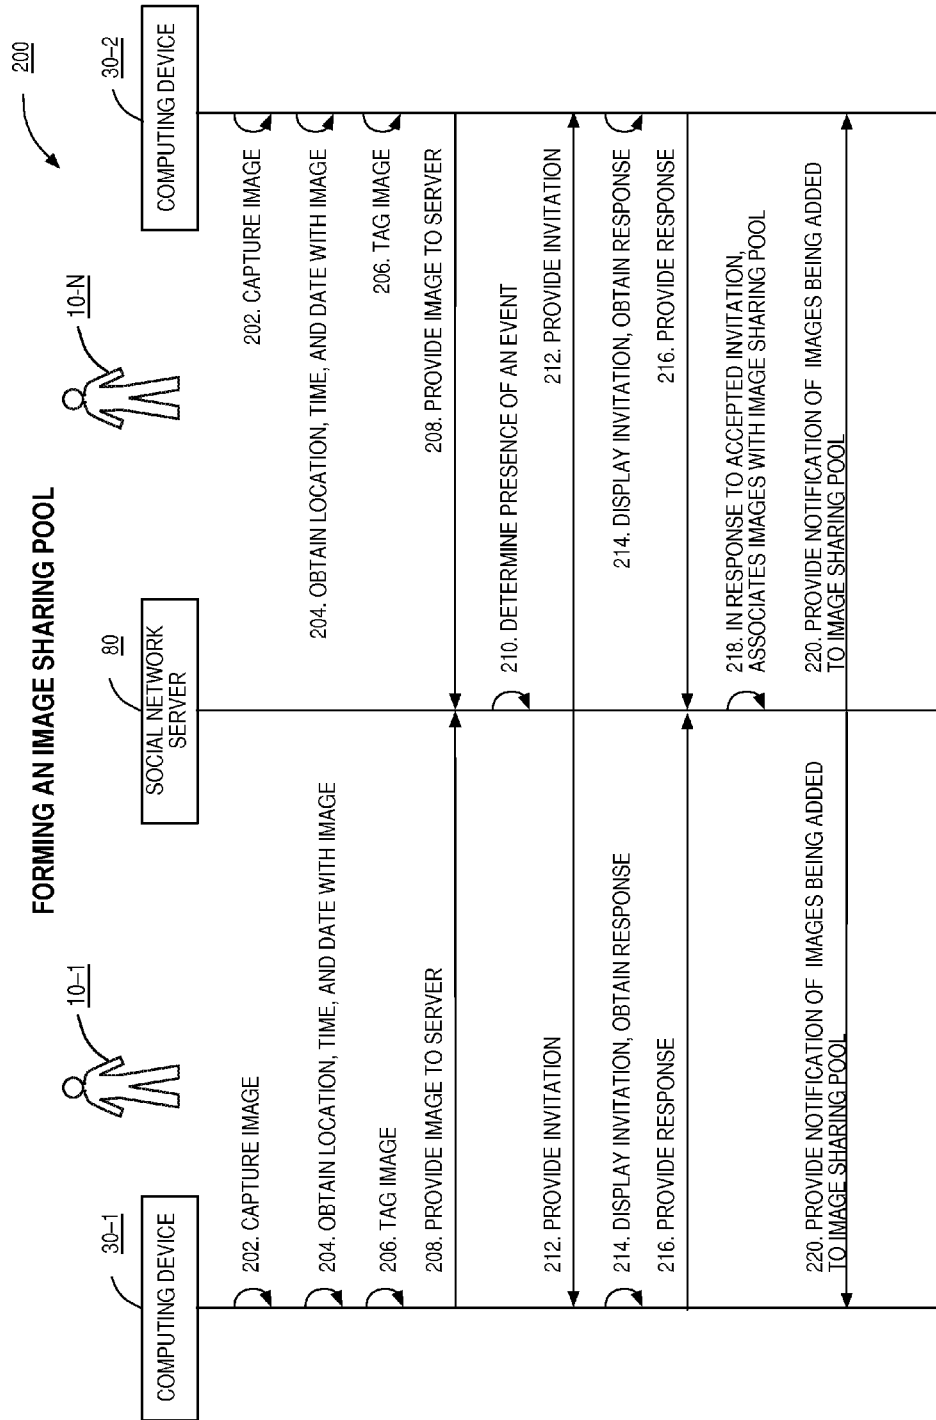 FORMING AN IMAGE SHARING POOL
200
30-1
COMPUTING DEVICE
10-1
80
SOCIAL NETWORK
SERVER
10-N
30-2
COMPUTING DEVICE
202. CAPTURE IMAGE
202. CAPTURE IMAGE
204. OBTAIN LOCATION, TIME, AND DATE WITH IMAGE
204. OBTAIN LOCATION, TIME, AND DATE WITH IMAGE
206. TAG IMAGE
206. TAG IMAGE
208. PROVIDE IMAGE TO SERVER
208. PROVIDE IMAGE TO SERVER
210. DETERMINE PRESENCE OF AN EVENT
212. PROVIDE INVITATION
212. PROVIDE INVITATION
214. DISPLAY INVITATION, OBTAIN RESPONSE
214. DISPLAY INVITATION, OBTAIN RESPONSE
216. PROVIDE RESPONSE
216. PROVIDE RESPONSE
218. IN RESPONSE TO ACCEPTED INVITATION,
ASSOCIATES IMAGES WITH IMAGE SHARING POOL
220. PROVIDE NOTIFICATION OF IMAGES BEING ADDED
TO IMAGE SHARING POOL
220. PROVIDE NOTIFICATION OF IMAGES BEING ADDED
TO IMAGE SHARING POOL